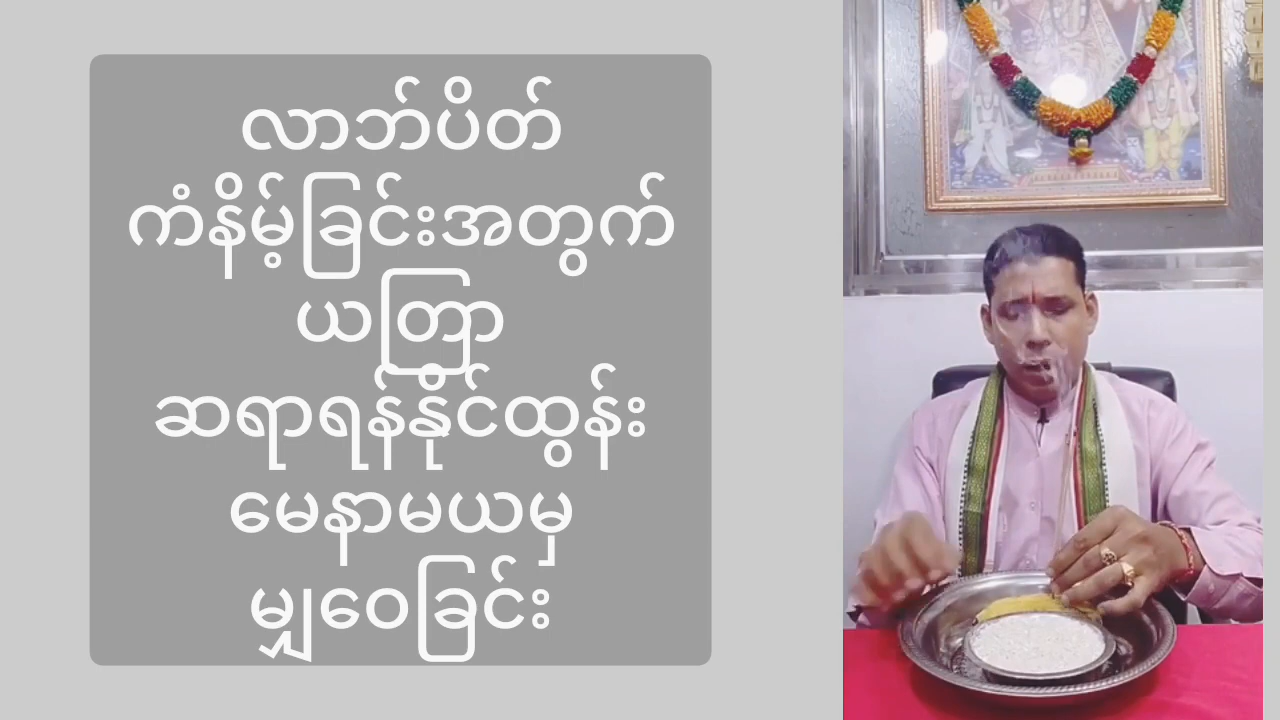 လာဘ်ပိတ်
ကံနိမ့်ခြင်းအတွက်
ယတြာ
ဆရာရန်နိုင်ထွန်း
မေနာမယမှ
မျှဝေခြင်း